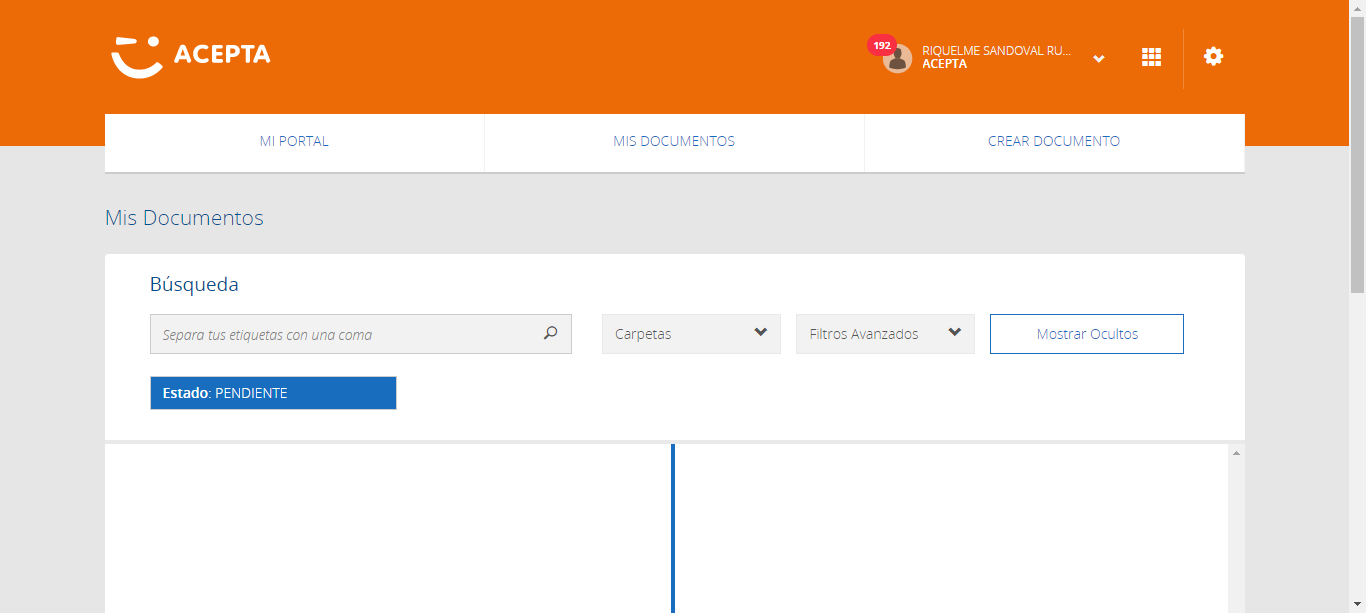 ACEPTA
192
RIQUELME SANDOVAL RU...
ACEPTA
MI PORTAL
MIS DOCUMENTOS
CREAR DOCUMENTO
Mis Documentos
Búsqueda
Separa tus etiquetas con una coma
Carpetas
Filtros Avanzados
Mostrar Ocultos
Estado: PENDIENTE